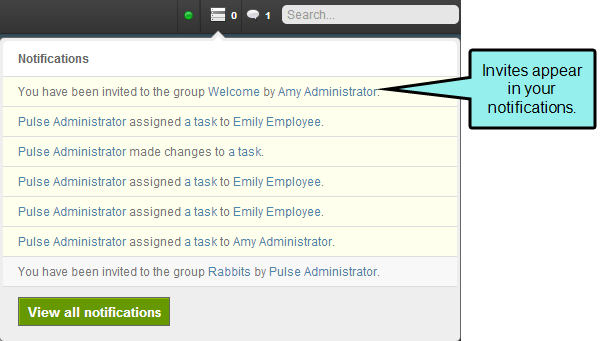 0 1 Search...
Notifications
You have been invited to the group Welcome by Amy Administrator.
Pulse Administrator assigned a task to Emily Employee.
Pulse Administrator made changes to a task.
Pulse Administrator assigned a task to Emily Employee.
Pulse Administrator assigned a task to Emily Employee.
Pulse Administrator assigned a task to Amy Administrator.
You have been invited to the group Rabbits by Pulse Administrator.
View all notifications
Invites appear
in your
notifications.